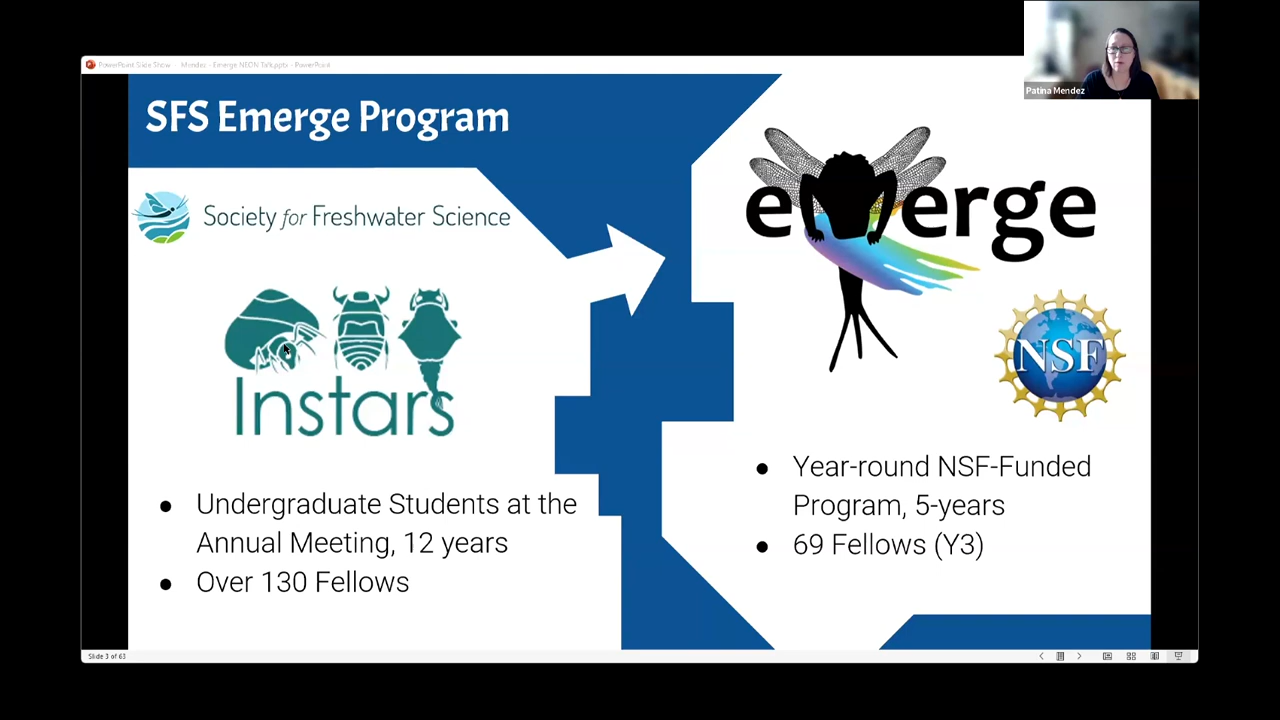 PowerPoint Slide Show - Mendez - Emerge NEON Talk.pptx - PowerPoint
Patina Mendez
SFS Emerge Program
Society for Freshwater Science
emerge
Instars
NSF
Undergraduate Students at the
Annual Meeting, 12 years
Over 130 Fellows
Year-round NSF-Funded
Program, 5-years
69 Fellows (Y3)
Slide 3 of 63